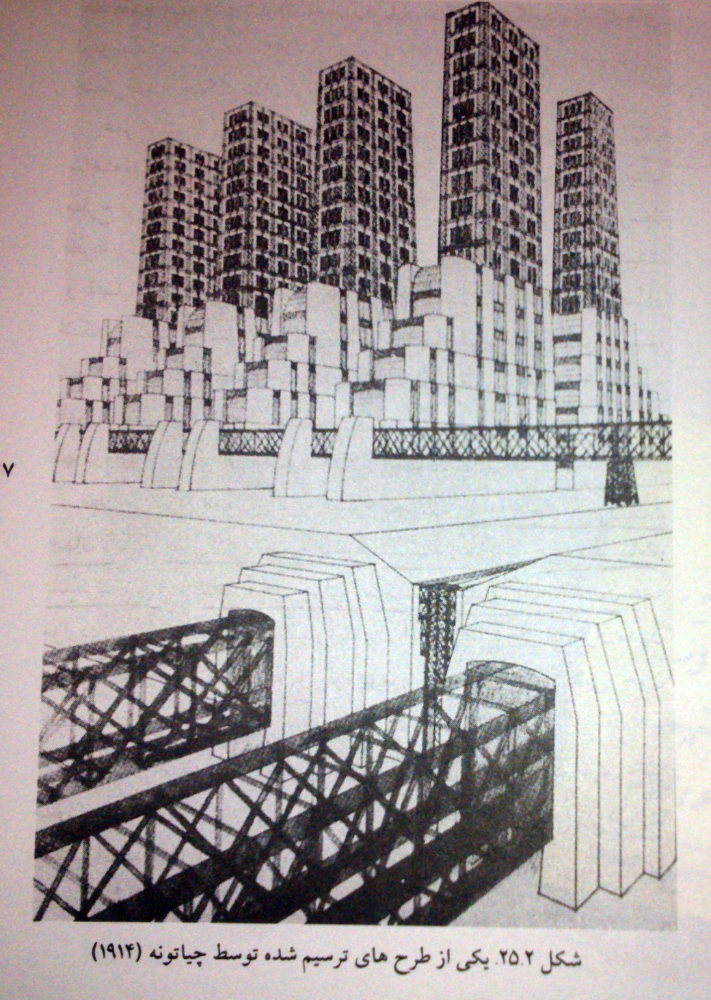 ۷
شکل ۲۵.۲. یکی از طرح های ترسیم شده توسط چیاتونه (۱۹۱۴)